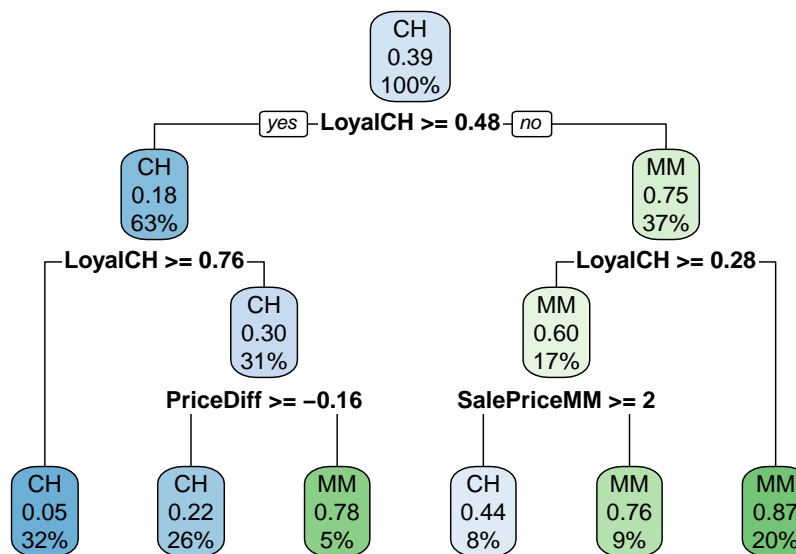 CH
0.39
100%
yes LoyalCH >= 0.48 no
CH
0.18
63%
MM
0.75
37%
LoyalCH >= 0.76
LoyalCH >= 0.28
CH
0.30
31%
MM
0.60
17%
PriceDiff >= −0.16
SalePriceMM >= 2
CH
0.05
32%
CH
0.22
26%
MM
0.78
5%
CH
0.44
8%
MM
0.76
9%
MM
0.87
20%